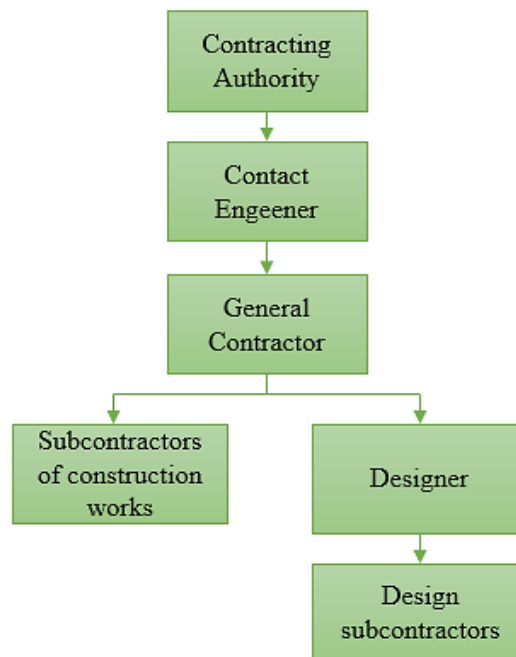 Contracting
Authority
Contact
Engeener
General
Contractor
Subcontractors
of construction
works
Designer
Design
subcontractors